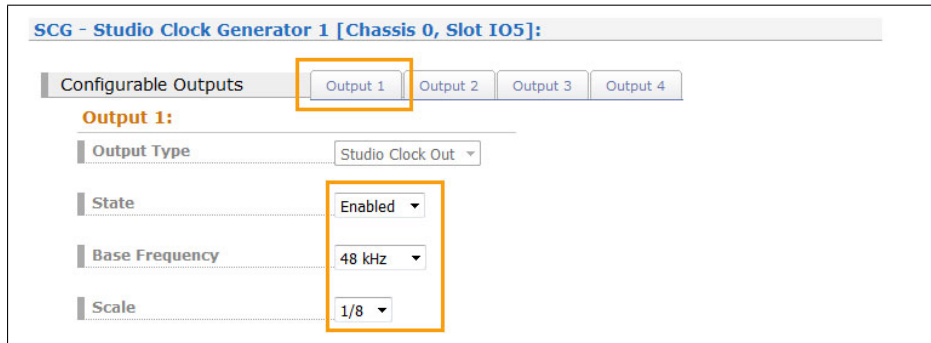 SCG - Studio Clock Generator 1 [Chassis 0, Slot IO5]:
Configurable Outputs Output 1 Output 2 Output 3 Output 4
Output 1:
Output Type Studio Clock Out
State Enabled
Base Frequency 48 kHz
Scale 1/8